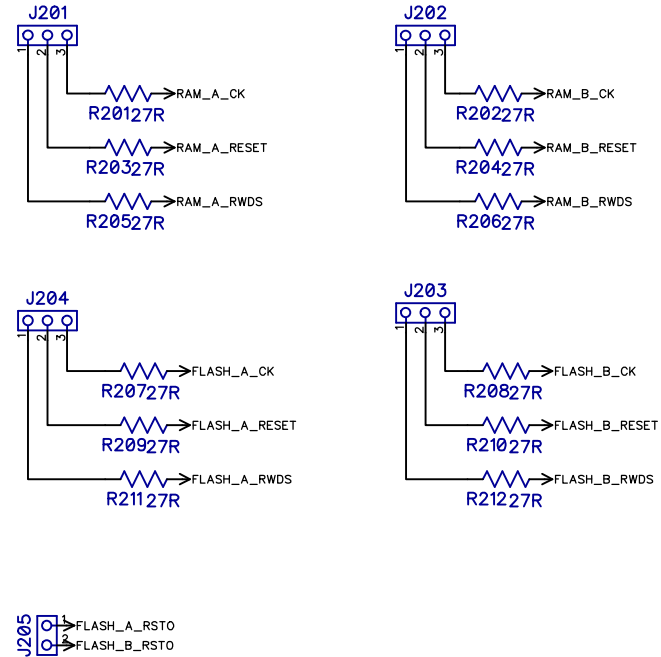 J201
1 2 3
RAM_A_CK
R201 27R
RAM_A_RESET
R203 27R
RAM_A_RWDS
R205 27R
J202
1 2 3
RAM_B_CK
R202 27R
RAM_B_RESET
R204 27R
RAM_B_RWDS
R206 27R
J204
1 2 3
FLASH_A_CK
R207 27R
FLASH_A_RESET
R209 27R
FLASH_A_RWDS
R211 27R
J203
1 2 3
FLASH_B_CK
R208 27R
FLASH_B_RESET
R210 27R
FLASH_B_RWDS
R212 27R
J205
1 FLASH_A_RSTO
2 FLASH_B_RSTO